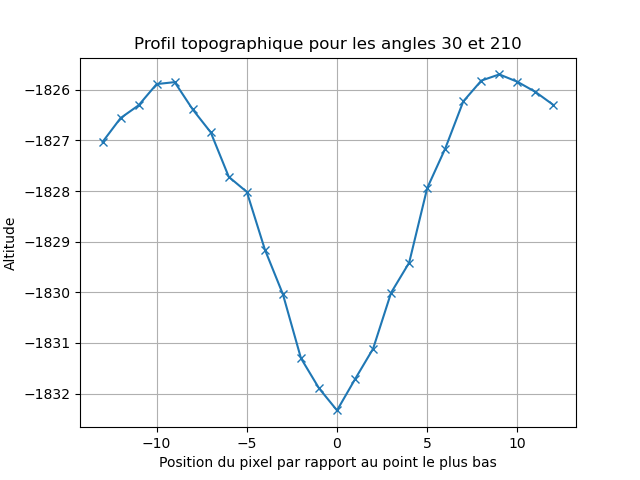 Profil topographique pour les angles 30 et 210
Altitude
−1826
−1827
−1828
−1829
−1830
−1831
−1832
−10 −5 0 5 10
Position du pixel par rapport au point le plus bas